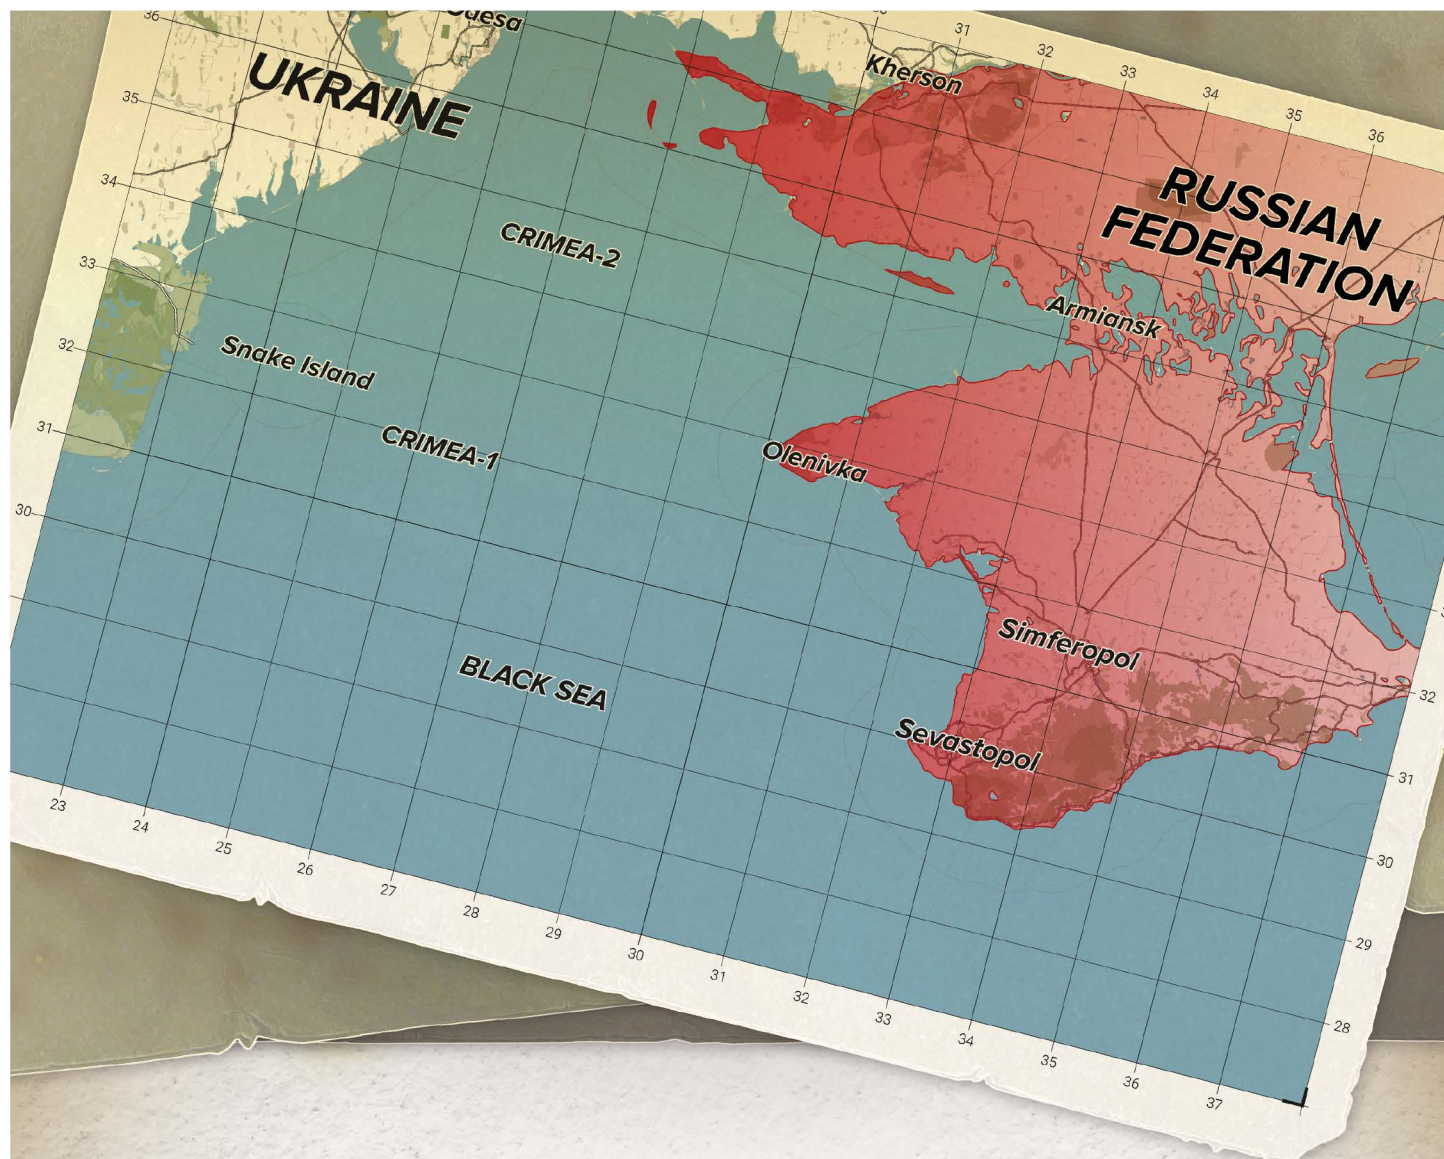 31
32
33
34
35
36
36
35
34
33
32
31
30
Kherson
UKRAINE
RUSSIAN
FEDERATION
CRIMEA-2
Armiansk
Snake Island
CRIMEA-1
Olenivka
Simferopol
BLACK SEA
Sevastopol
32
31
30
29
28
23
24
25
26
27
28
29
30
31
32
33
34
35
36
37